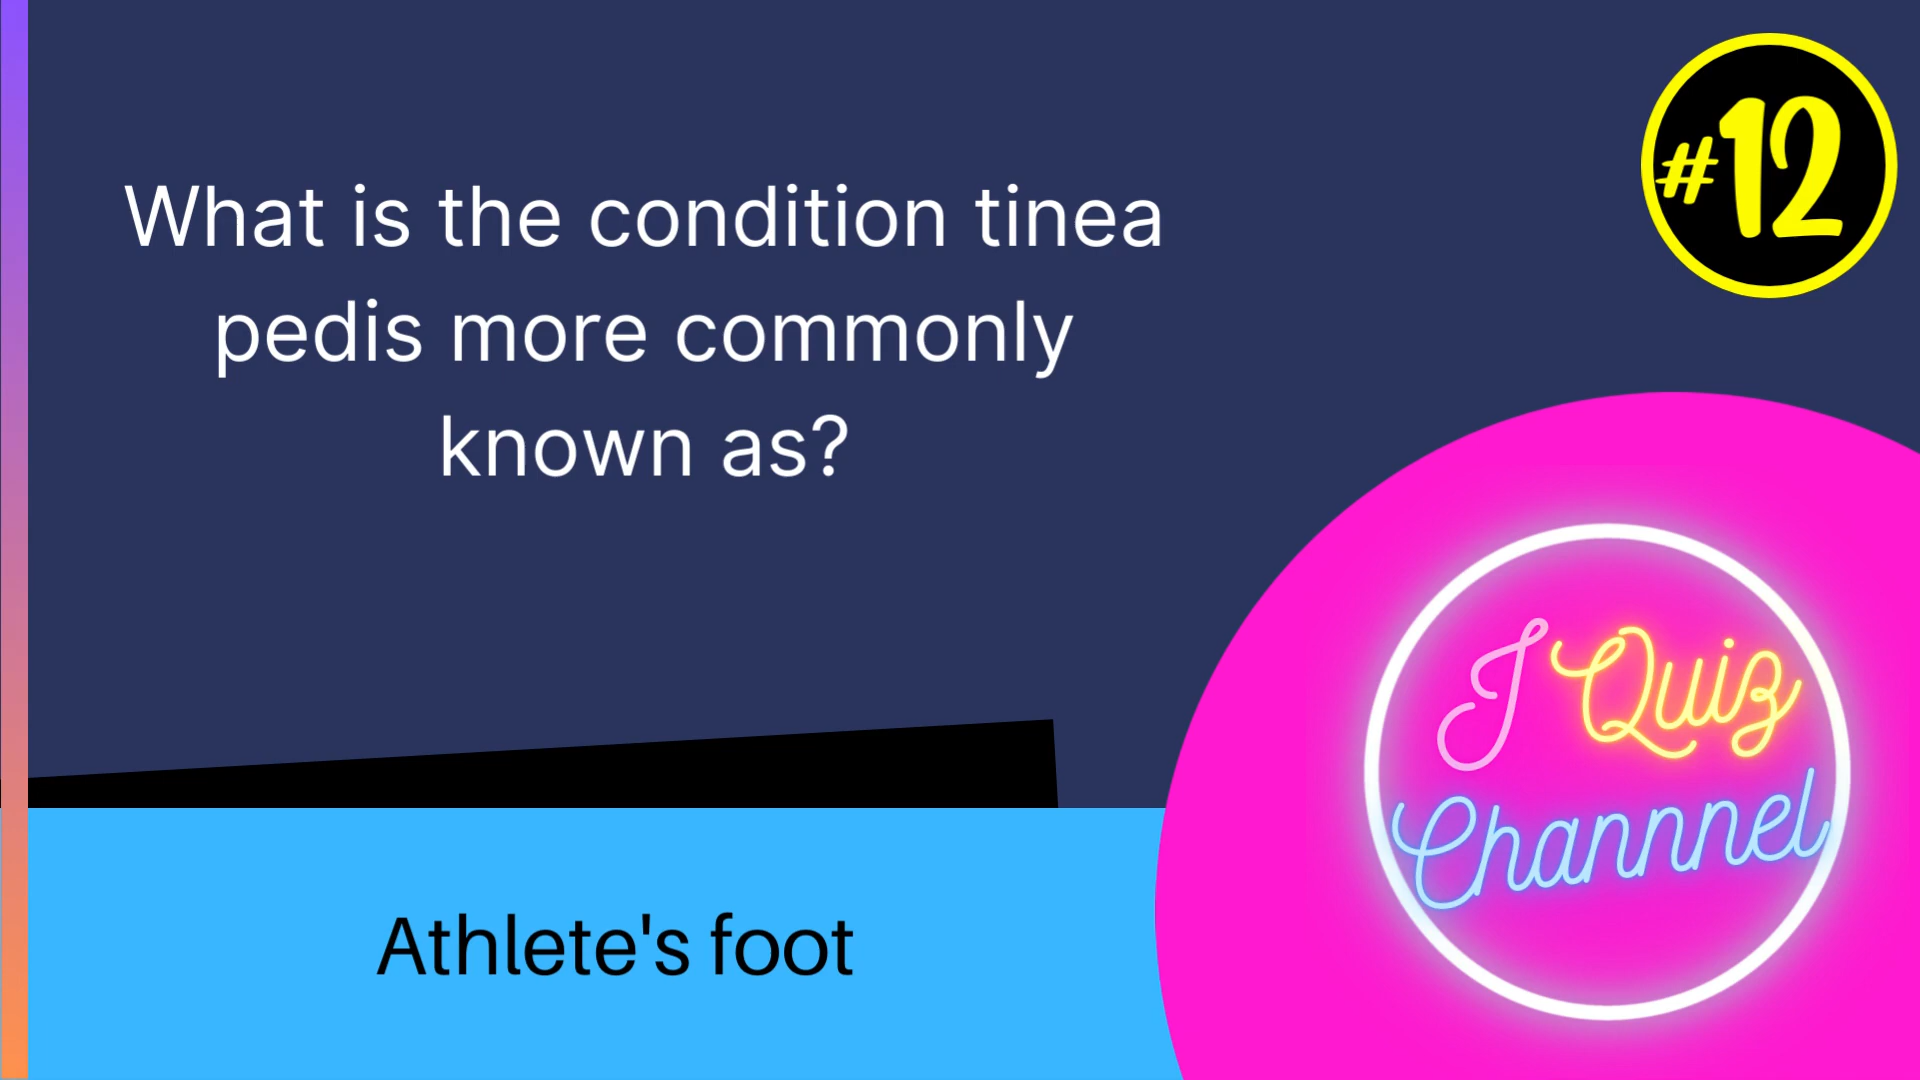 What is the condition tinea
pedis more commonly
known as?
#12
I Quiz
Channnel
Athlete's foot